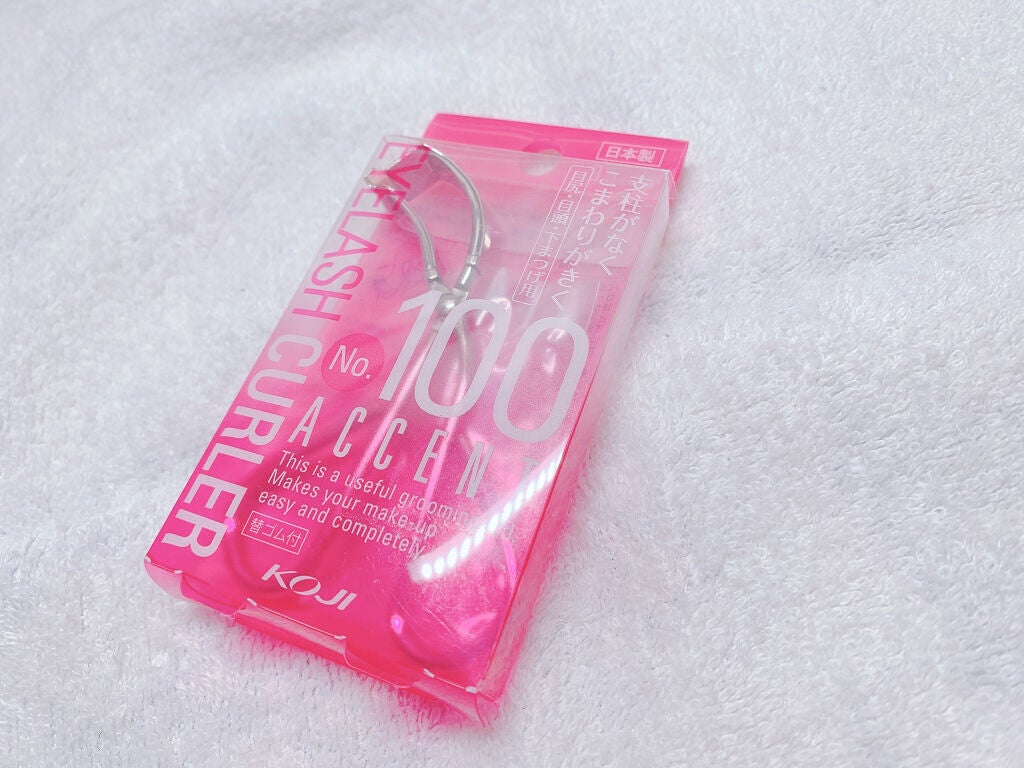 日本製
支柱がなく
こまわりがきく
目尻・目頭・下まつげ用
EYELASH CURLER
No. 100
ACCENT
This is a useful grooming
Makes your make-up
easy and completely
替ゴム付
KOJI